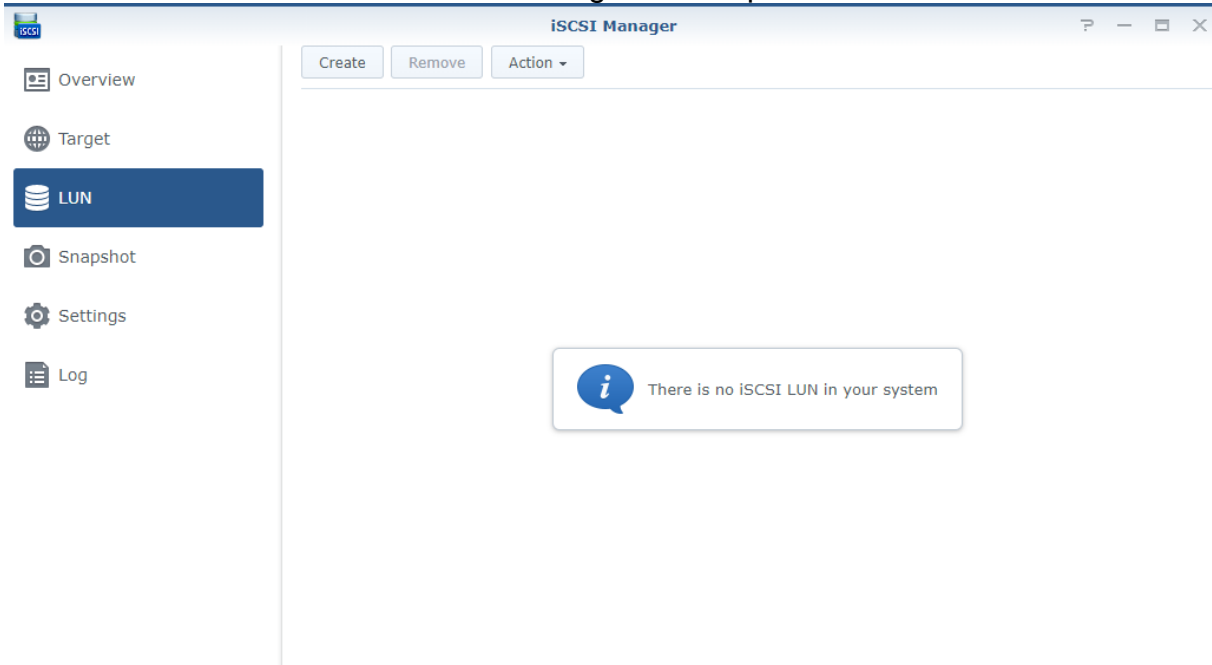 iSCSI
iSCSI Manager
Create Remove Action
Overview
Target
LUN
Snapshot
Settings
Log
i There is no iSCSI LUN in your system